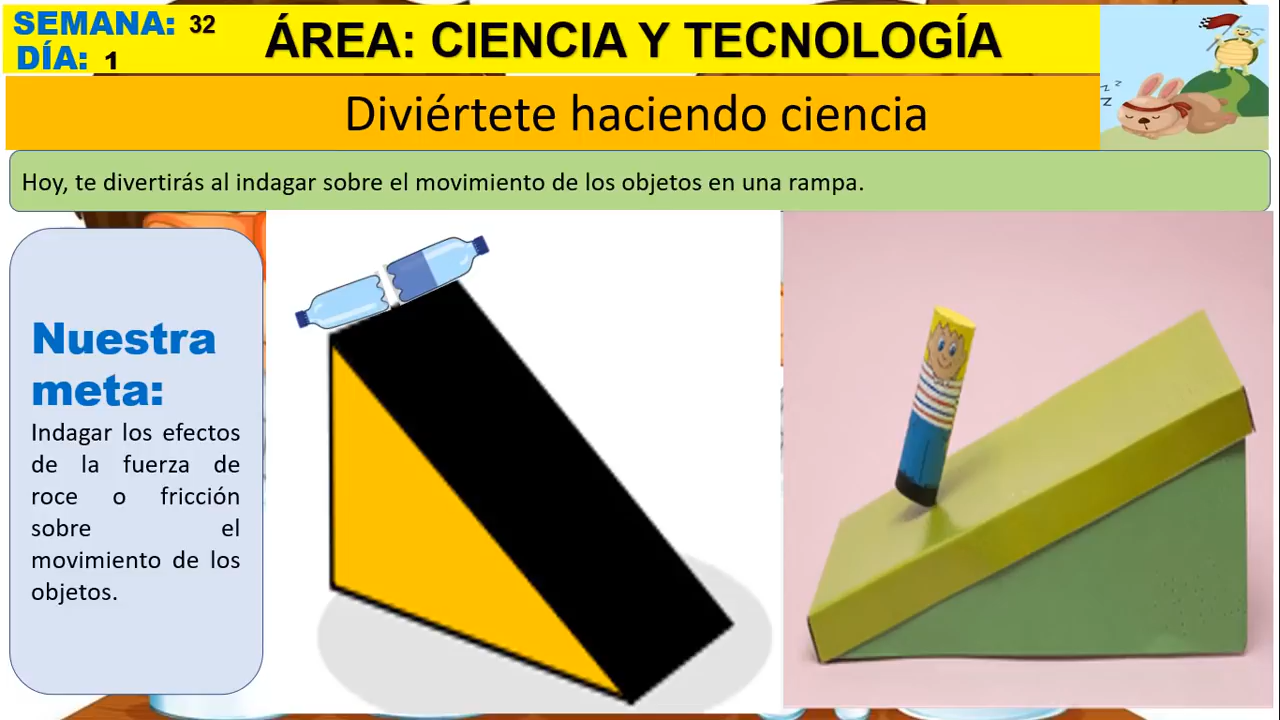 SEMANA: 32
DÍA: 1
ÁREA: CIENCIA Y TECNOLOGÍA
Diviértete haciendo ciencia
Hoy, te divertirás al indagar sobre el movimiento de los objetos en una rampa.
Nuestra
meta:
Indagar los efectos
de la fuerza de
roce o fricción
sobre el
movimiento de los
objetos.
z z
z